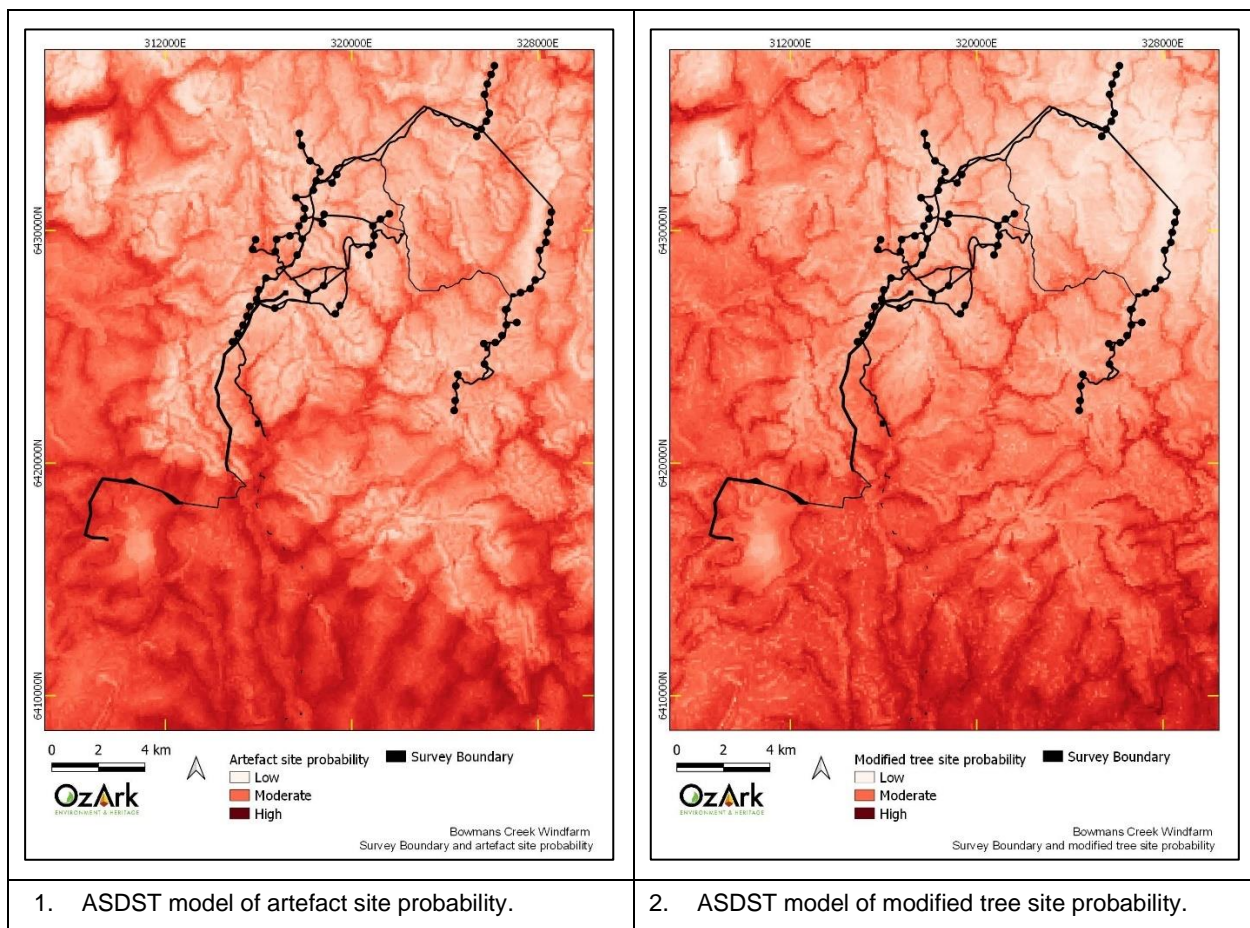 312000E 320000E 328000E
6430000N
6420000N
6410000N
0 2 4 km
Artefact site probability
Low
Moderate
High
Survey Boundary
OzArk
ENVIRONMENT & HERITAGE
Bowmans Creek Windfarm
Survey Boundary and artefact site probability
312000E 320000E 328000E
6430000N
6420000N
6410000N
0 2 4 km
Modified tree site probability
Low
Moderate
High
Survey Boundary
OzArk
ENVIRONMENT & HERITAGE
Bowmans Creek Windfarm
Survey Boundary and modified tree site probability
1. ASDST model of artefact site probability.
2. ASDST model of modified tree site probability.